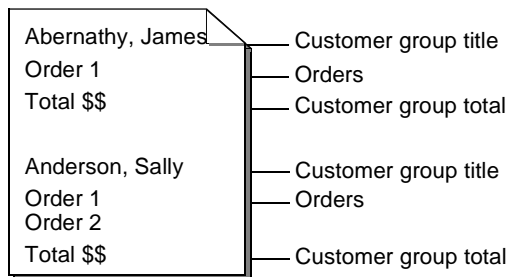 Abernathy, James
Customer group title
Order 1
Orders
Total $$
Customer group total
Anderson, Sally
Customer group title
Order 1
Orders
Order 2
Total $$
Customer group total